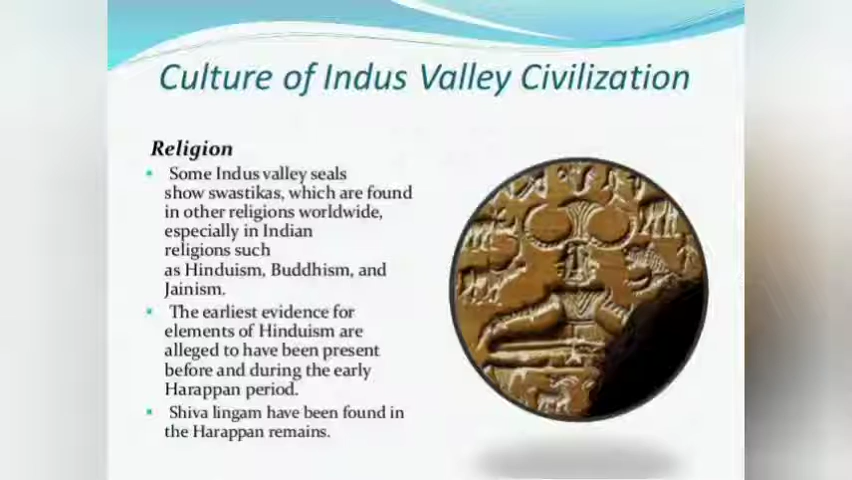 Culture of Indus Valley Civilization
Religion
▪ Some Indus valley seals
show swastikas, which are found
in other religions worldwide,
especially in Indian
religions such
as Hinduism, Buddhism, and
Jainism.
▪ The earliest evidence for
elements of Hinduism are
alleged to have been present
before and during the early
Harappan period.
▪ Shiva lingam have been found in
the Harappan remains.